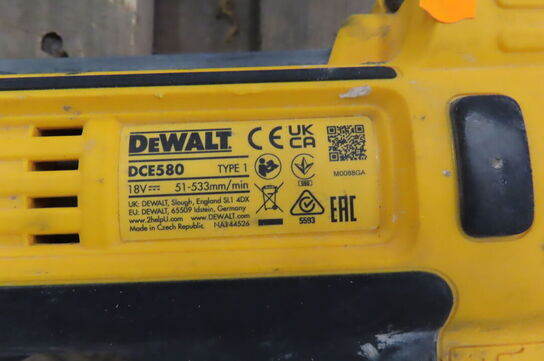 DEWALT
DCE580 TYPE 1
18V 51-533mm/min
UK: DEWALT, Slough, England SL1 4DX
EU: DEWALT, 65509 Idstein, Germany
www.2helpU.com www.DEWALT.com
Made in Czech Republic NA344526
CE UK CA
M0088GA
5593
EAC